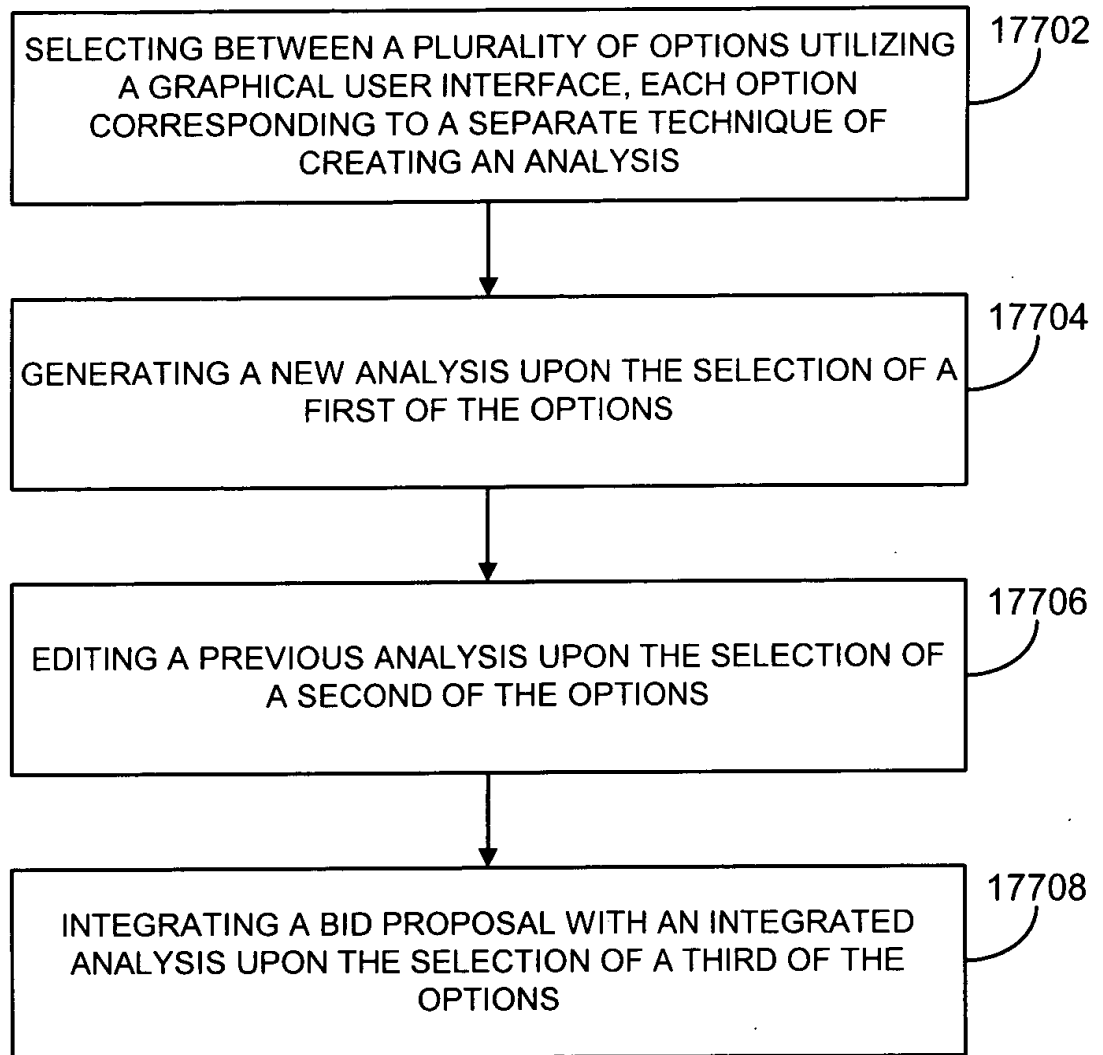 SELECTING BETWEEN A PLURALITY OF OPTIONS UTILIZING
A GRAPHICAL USER INTERFACE, EACH OPTION
CORRESPONDING TO A SEPARATE TECHNIQUE OF
CREATING AN ANALYSIS
17702
GENERATING A NEW ANALYSIS UPON THE SELECTION OF A
FIRST OF THE OPTIONS
17704
EDITING A PREVIOUS ANALYSIS UPON THE SELECTION OF
A SECOND OF THE OPTIONS
17706
INTEGRATING A BID PROPOSAL WITH AN INTEGRATED
ANALYSIS UPON THE SELECTION OF A THIRD OF THE
OPTIONS
17708